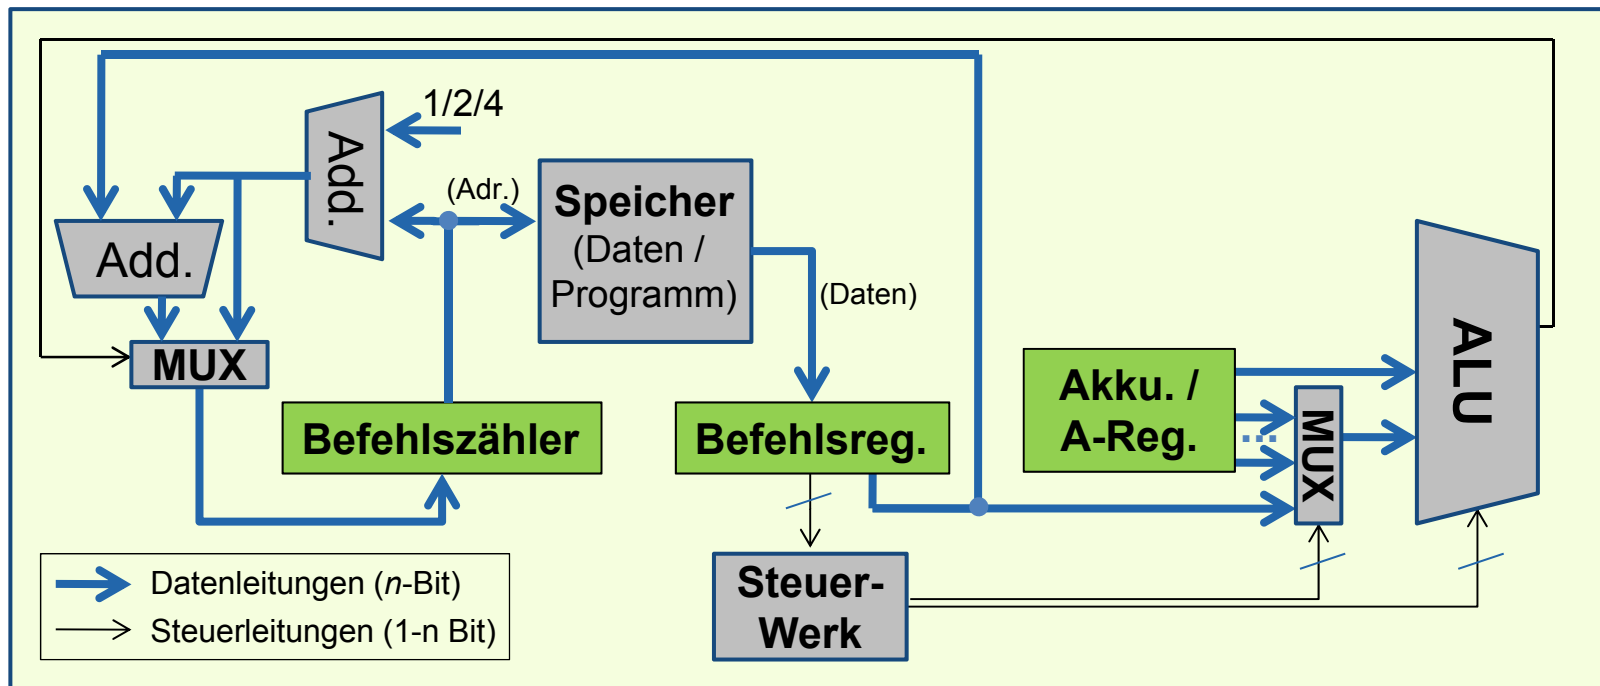 1/2/4
Add.
(Adr.)
Speicher
(Daten /
Programm)
Add.
(Daten)
MUX
Befehlszähler
Befehlsreg.
Akku. /
A-Reg.
MUX
ALU
Steuer-
Werk
Datenleitungen (n-Bit)
Steuerleitungen (1-n Bit)